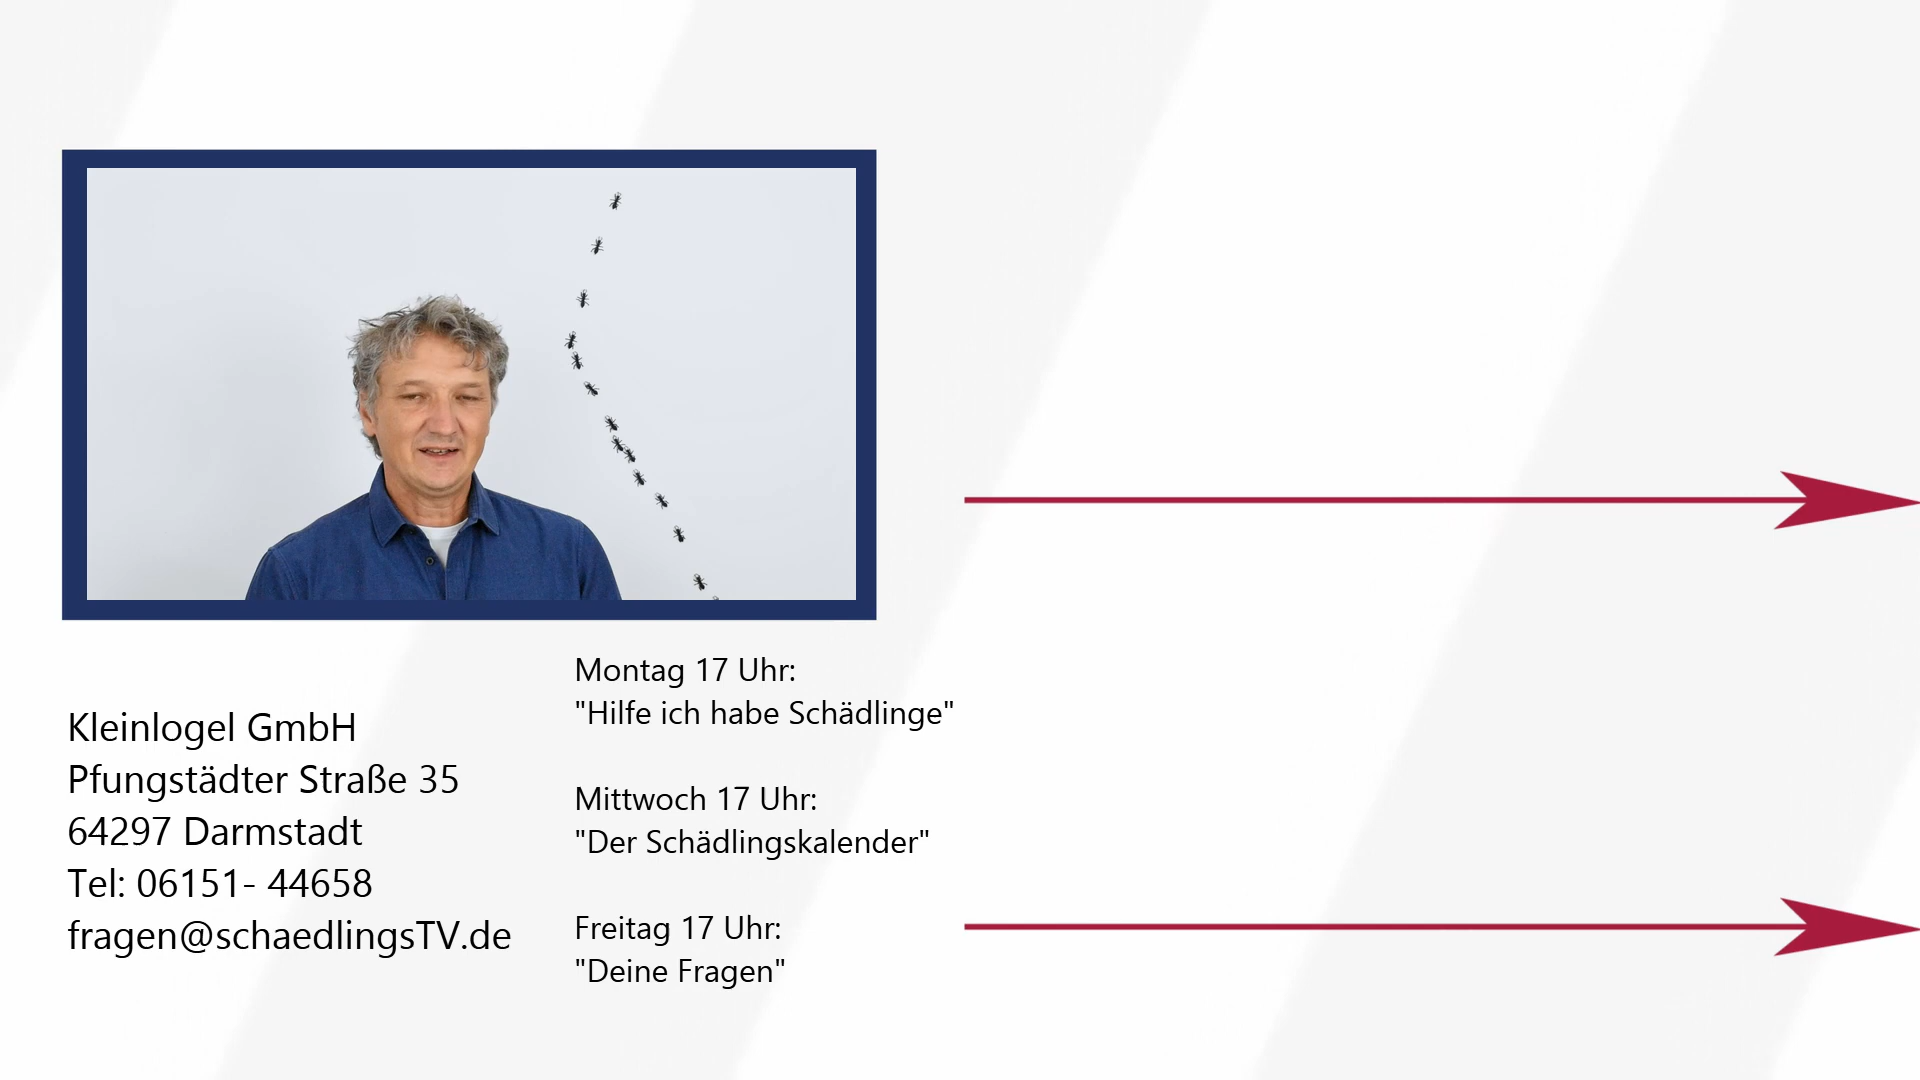 Kleinlogel GmbH
Pfungstädter Straße 35
64297 Darmstadt
Tel: 06151- 44658
fragen@schaedlingsTV.de
Montag 17 Uhr:
"Hilfe ich habe Schädlinge"
Mittwoch 17 Uhr:
"Der Schädlingskalender"
Freitag 17 Uhr:
"Deine Fragen"